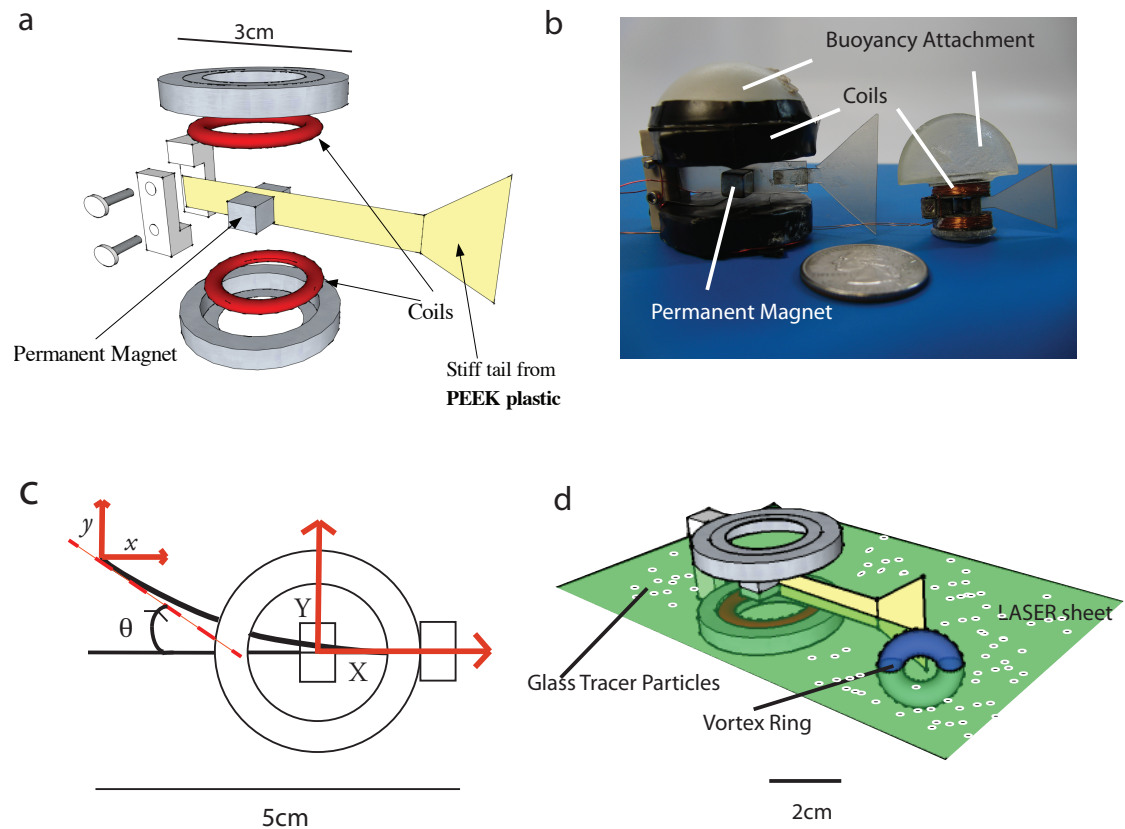 a
3cm
Permanent Magnet
Coils
Stiff tail from
PEEK plastic
b
Buoyancy Attachment
Coils
Permanent Magnet
c
y
x
θ
Y
X
5cm
d
LASER sheet
Glass Tracer Particles
Vortex Ring
2cm